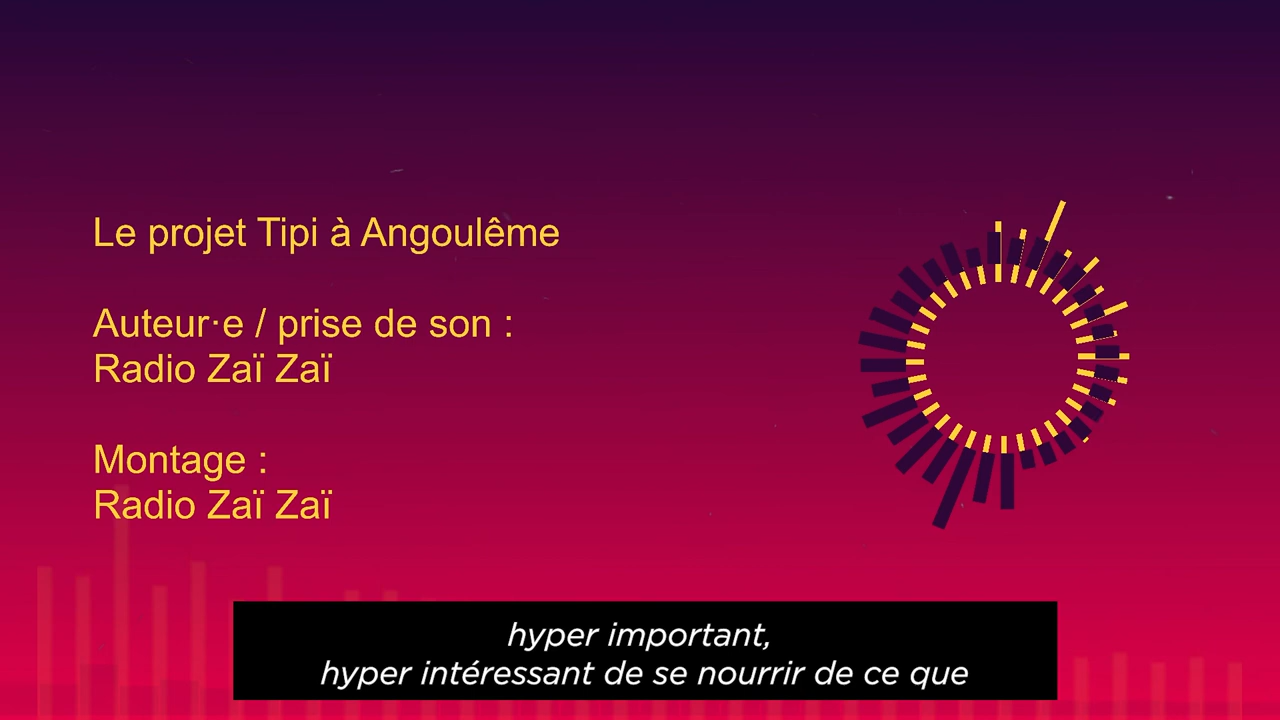 Le projet Tipi à Angoulême
Auteur·e / prise de son :
Radio Zaï Zaï
Montage :
Radio Zaï Zaï
hyper important,
hyper intéressant de se nourrir de ce que